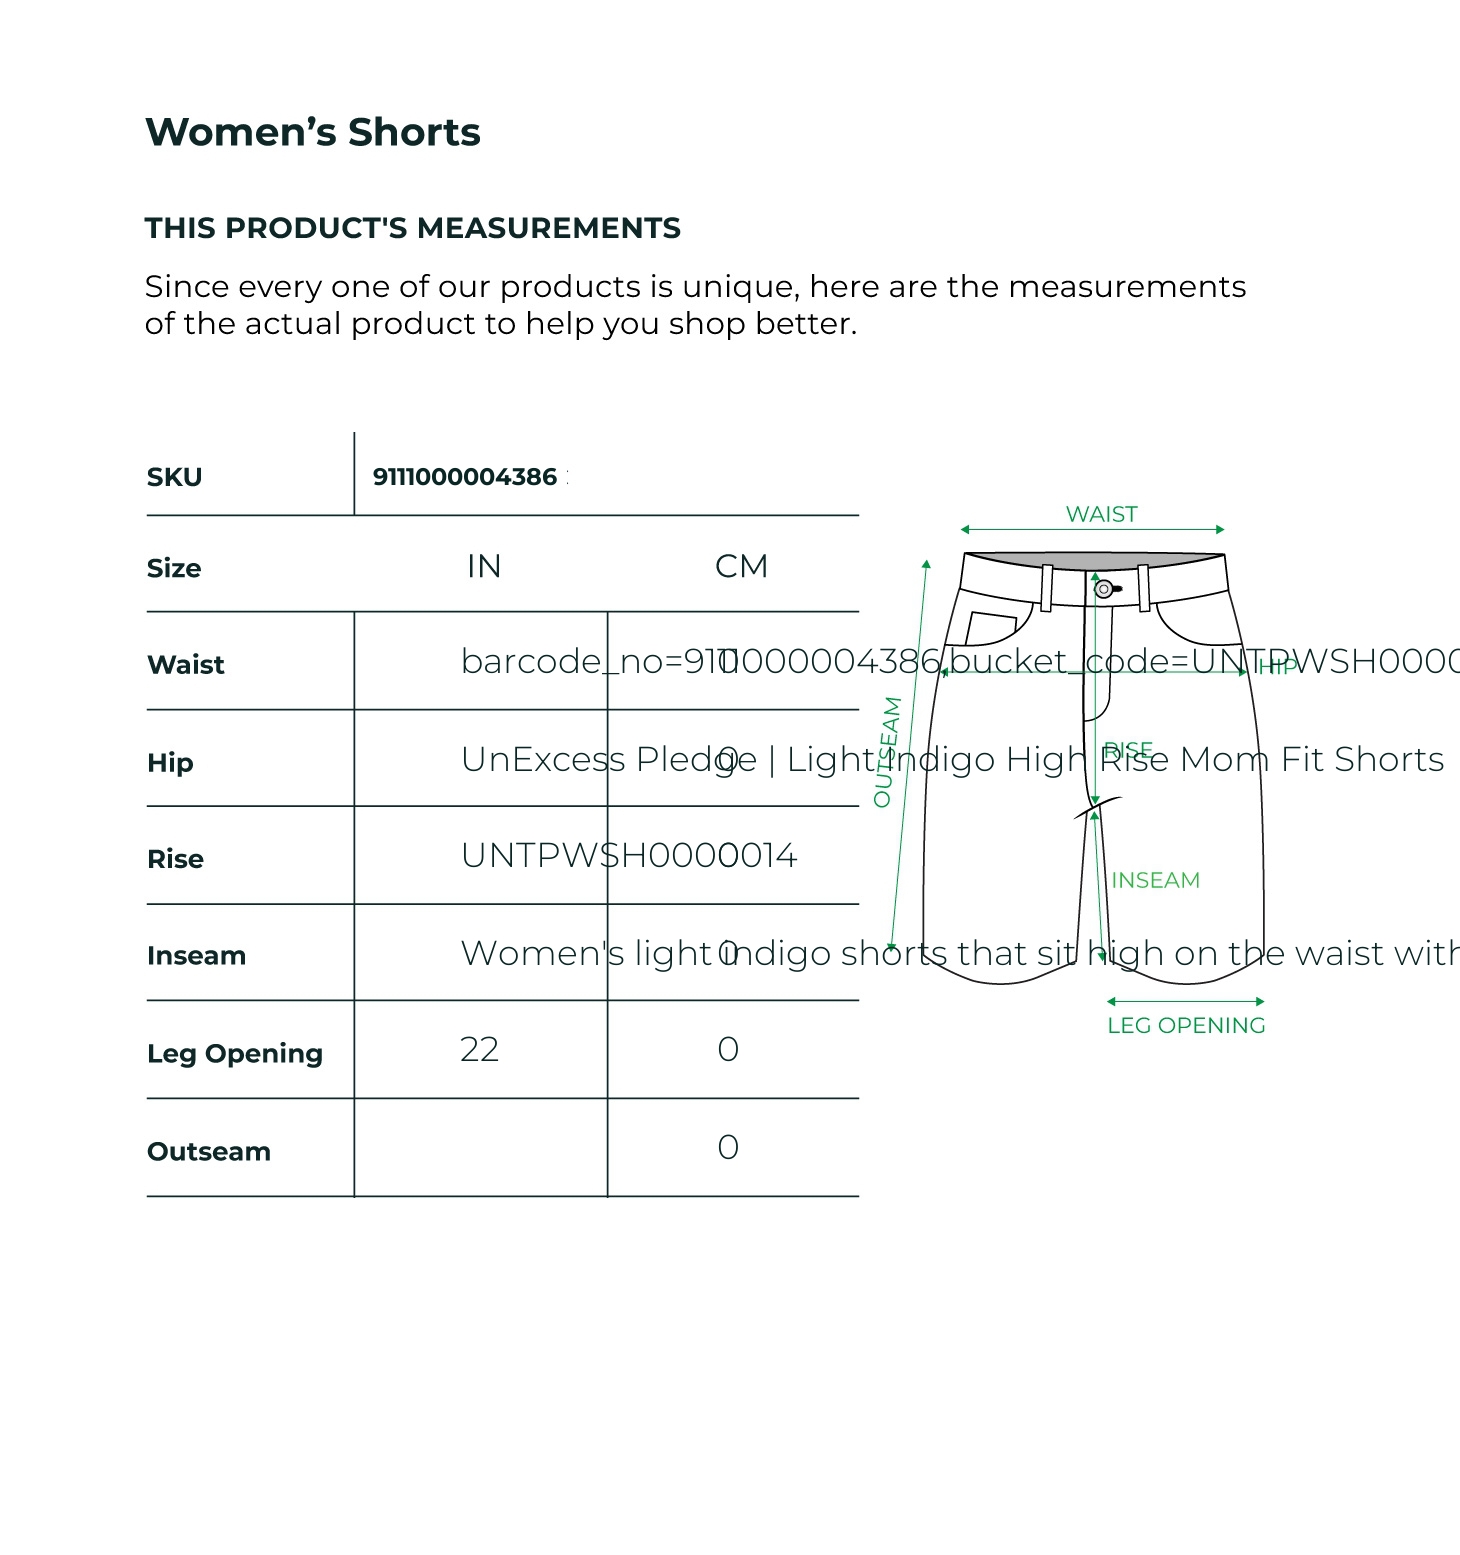 Women’s Shorts
THIS PRODUCT'S MEASUREMENTS
Since every one of our products is unique, here are the measurements
of the actual product to help you shop better.
SKU 9111000004386
Size IN CM
Waist barcode_no=9111000004386,bucket_code=UNTPWSH0000 0
Hip UnExcess Pledge | Light Indigo High Rise Mom Fit Shorts 0
Rise UNTPWSH0000014 0
Inseam Women's light indigo shorts that sit high on the waist with 0
Leg Opening 22 0
Outseam 0
WAIST
HIP
OUTSEAM
RISE
INSEAM
LEG OPENING